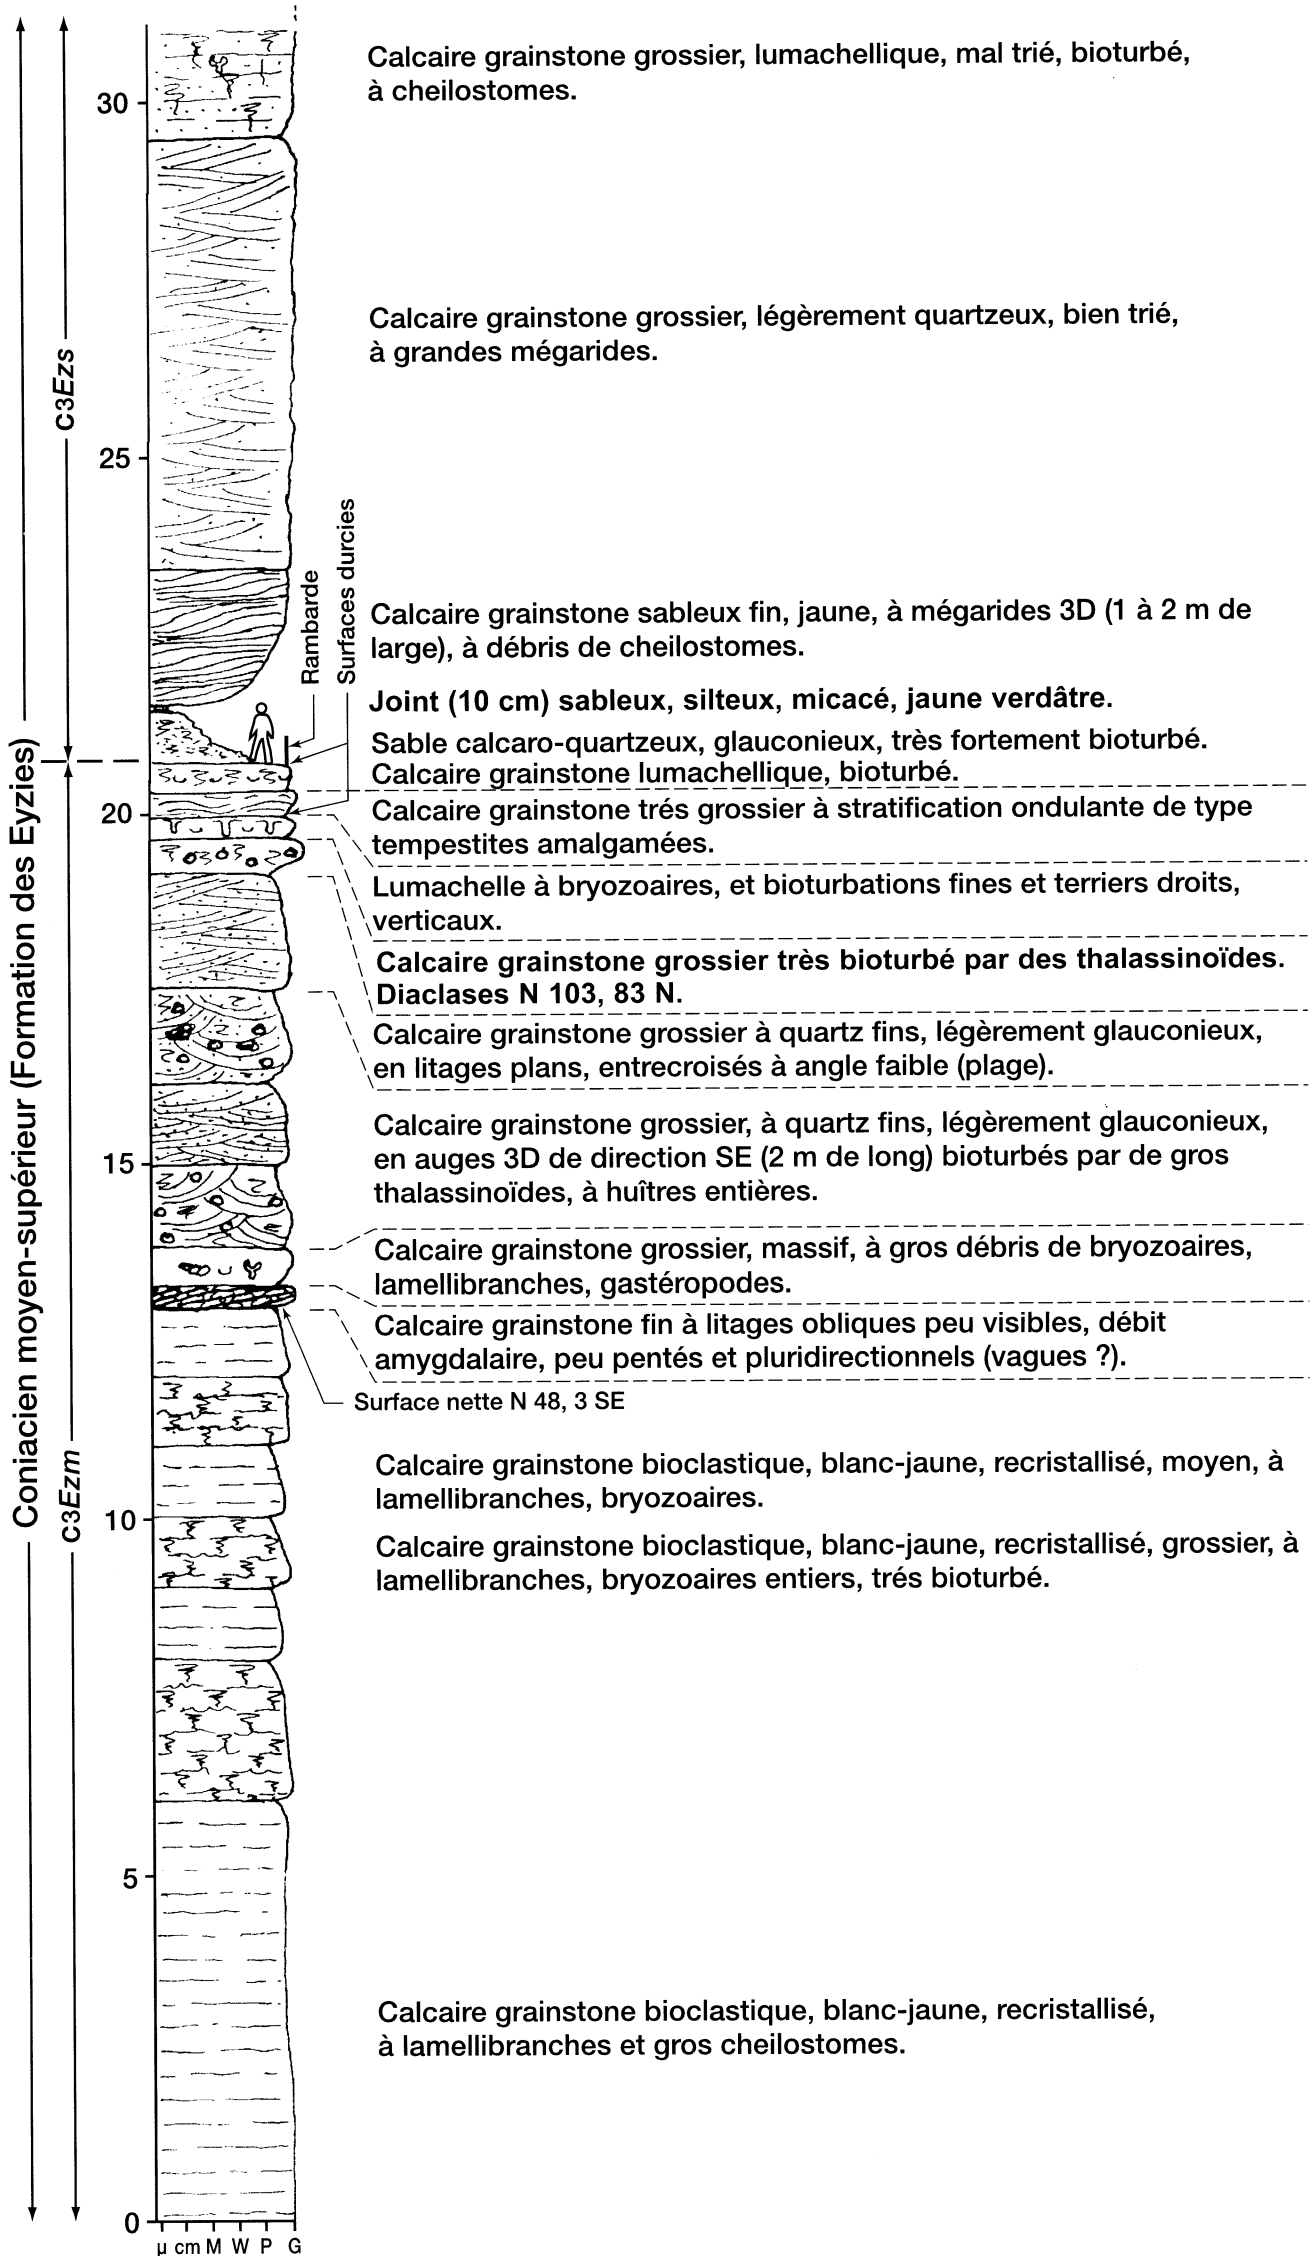 Calcaire grainstone grossier, lumachellique, mal trié, bioturbé,
à cheilostomes.
30
Calcaire grainstone grossier, légèrement quartzeux, bien trié,
à grandes mégarides.
C3Ezs
25
Rambarde
Surfaces durcies
Calcaire grainstone sableux fin, jaune, à mégarides 3D (1 à 2 m de
large), à débris de cheilostomes.
Joint (10 cm) sableux, silteux, micacé, jaune verdâtre.
Sable calcaro-quartzeux, glauconieux, très fortement bioturbé.
Calcaire grainstone lumachellique, bioturbé.
20
Calcaire grainstone trés grossier à stratification ondulante de type
tempestites amalgamées.
Lumachelle à bryozoaires, et bioturbations fines et terriers droits,
verticaux.
Calcaire grainstone grossier très bioturbé par des thalassinoïdes.
Diaclases N 103, 83 N.
Calcaire grainstone grossier à quartz fins, légèrement glauconieux,
en litages plans, entrecroisés à angle faible (plage).
Coniacien moyen-supérieur (Formation des Eyzies)
15
Calcaire grainstone grossier, à quartz fins, légèrement glauconieux,
en auges 3D de direction SE (2 m de long) bioturbés par de gros
thalassinoïdes, à huîtres entières.
Calcaire grainstone grossier, massif, à gros débris de bryozoaires,
lamellibranches, gastéropodes.
Calcaire grainstone fin à litages obliques peu visibles, débit
amygdalaire, peu pentés et pluridirectionnels (vagues ?).
Surface nette N 48, 3 SE
C3Ezm
Calcaire grainstone bioclastique, blanc-jaune, recristallisé, moyen, à
lamellibranches, bryozoaires.
10
Calcaire grainstone bioclastique, blanc-jaune, recristallisé, grossier, à
lamellibranches, bryozoaires entiers, trés bioturbé.
5
Calcaire grainstone bioclastique, blanc-jaune, recristallisé,
à lamellibranches et gros cheilostomes.
0
µ cm M W P G